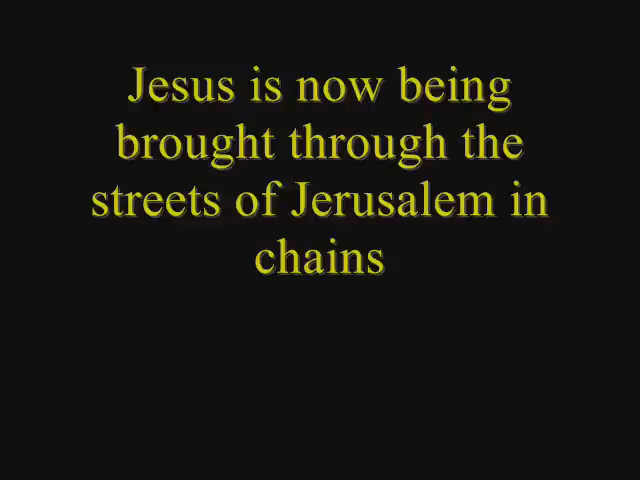 Jesus is now being
brought through the
streets of Jerusalem in
chains